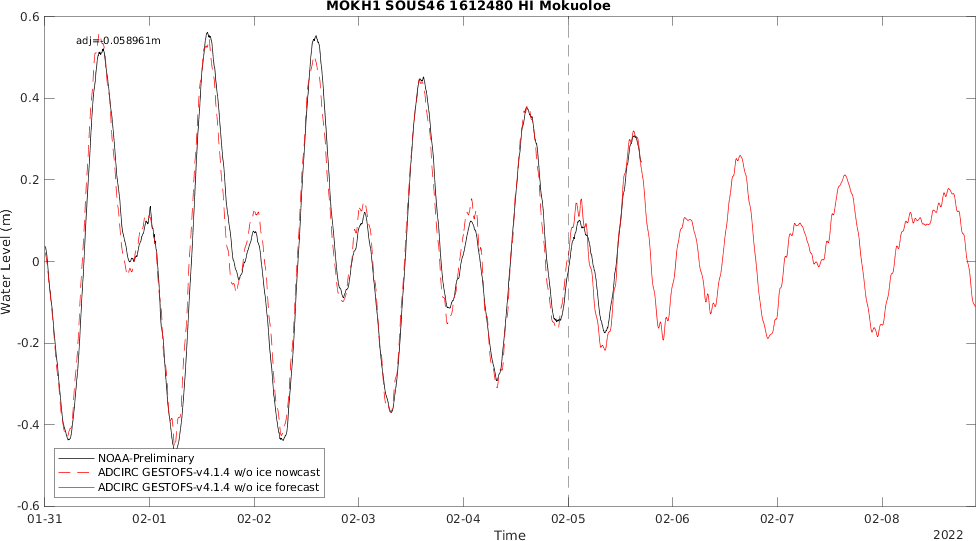 MOKH1 SOUS46 1612480 HI Mokuoloe
adj=-0.058961m
Water Level (m)
0.6
0.4
0.2
0
-0.2
-0.4
-0.6
NOAA-Preliminary
ADCIRC GESTOFS-v4.1.4 w/o ice nowcast
ADCIRC GESTOFS-v4.1.4 w/o ice forecast
01-31
02-01
02-02
02-03
02-04
02-05
02-06
02-07
02-08
Time
2022